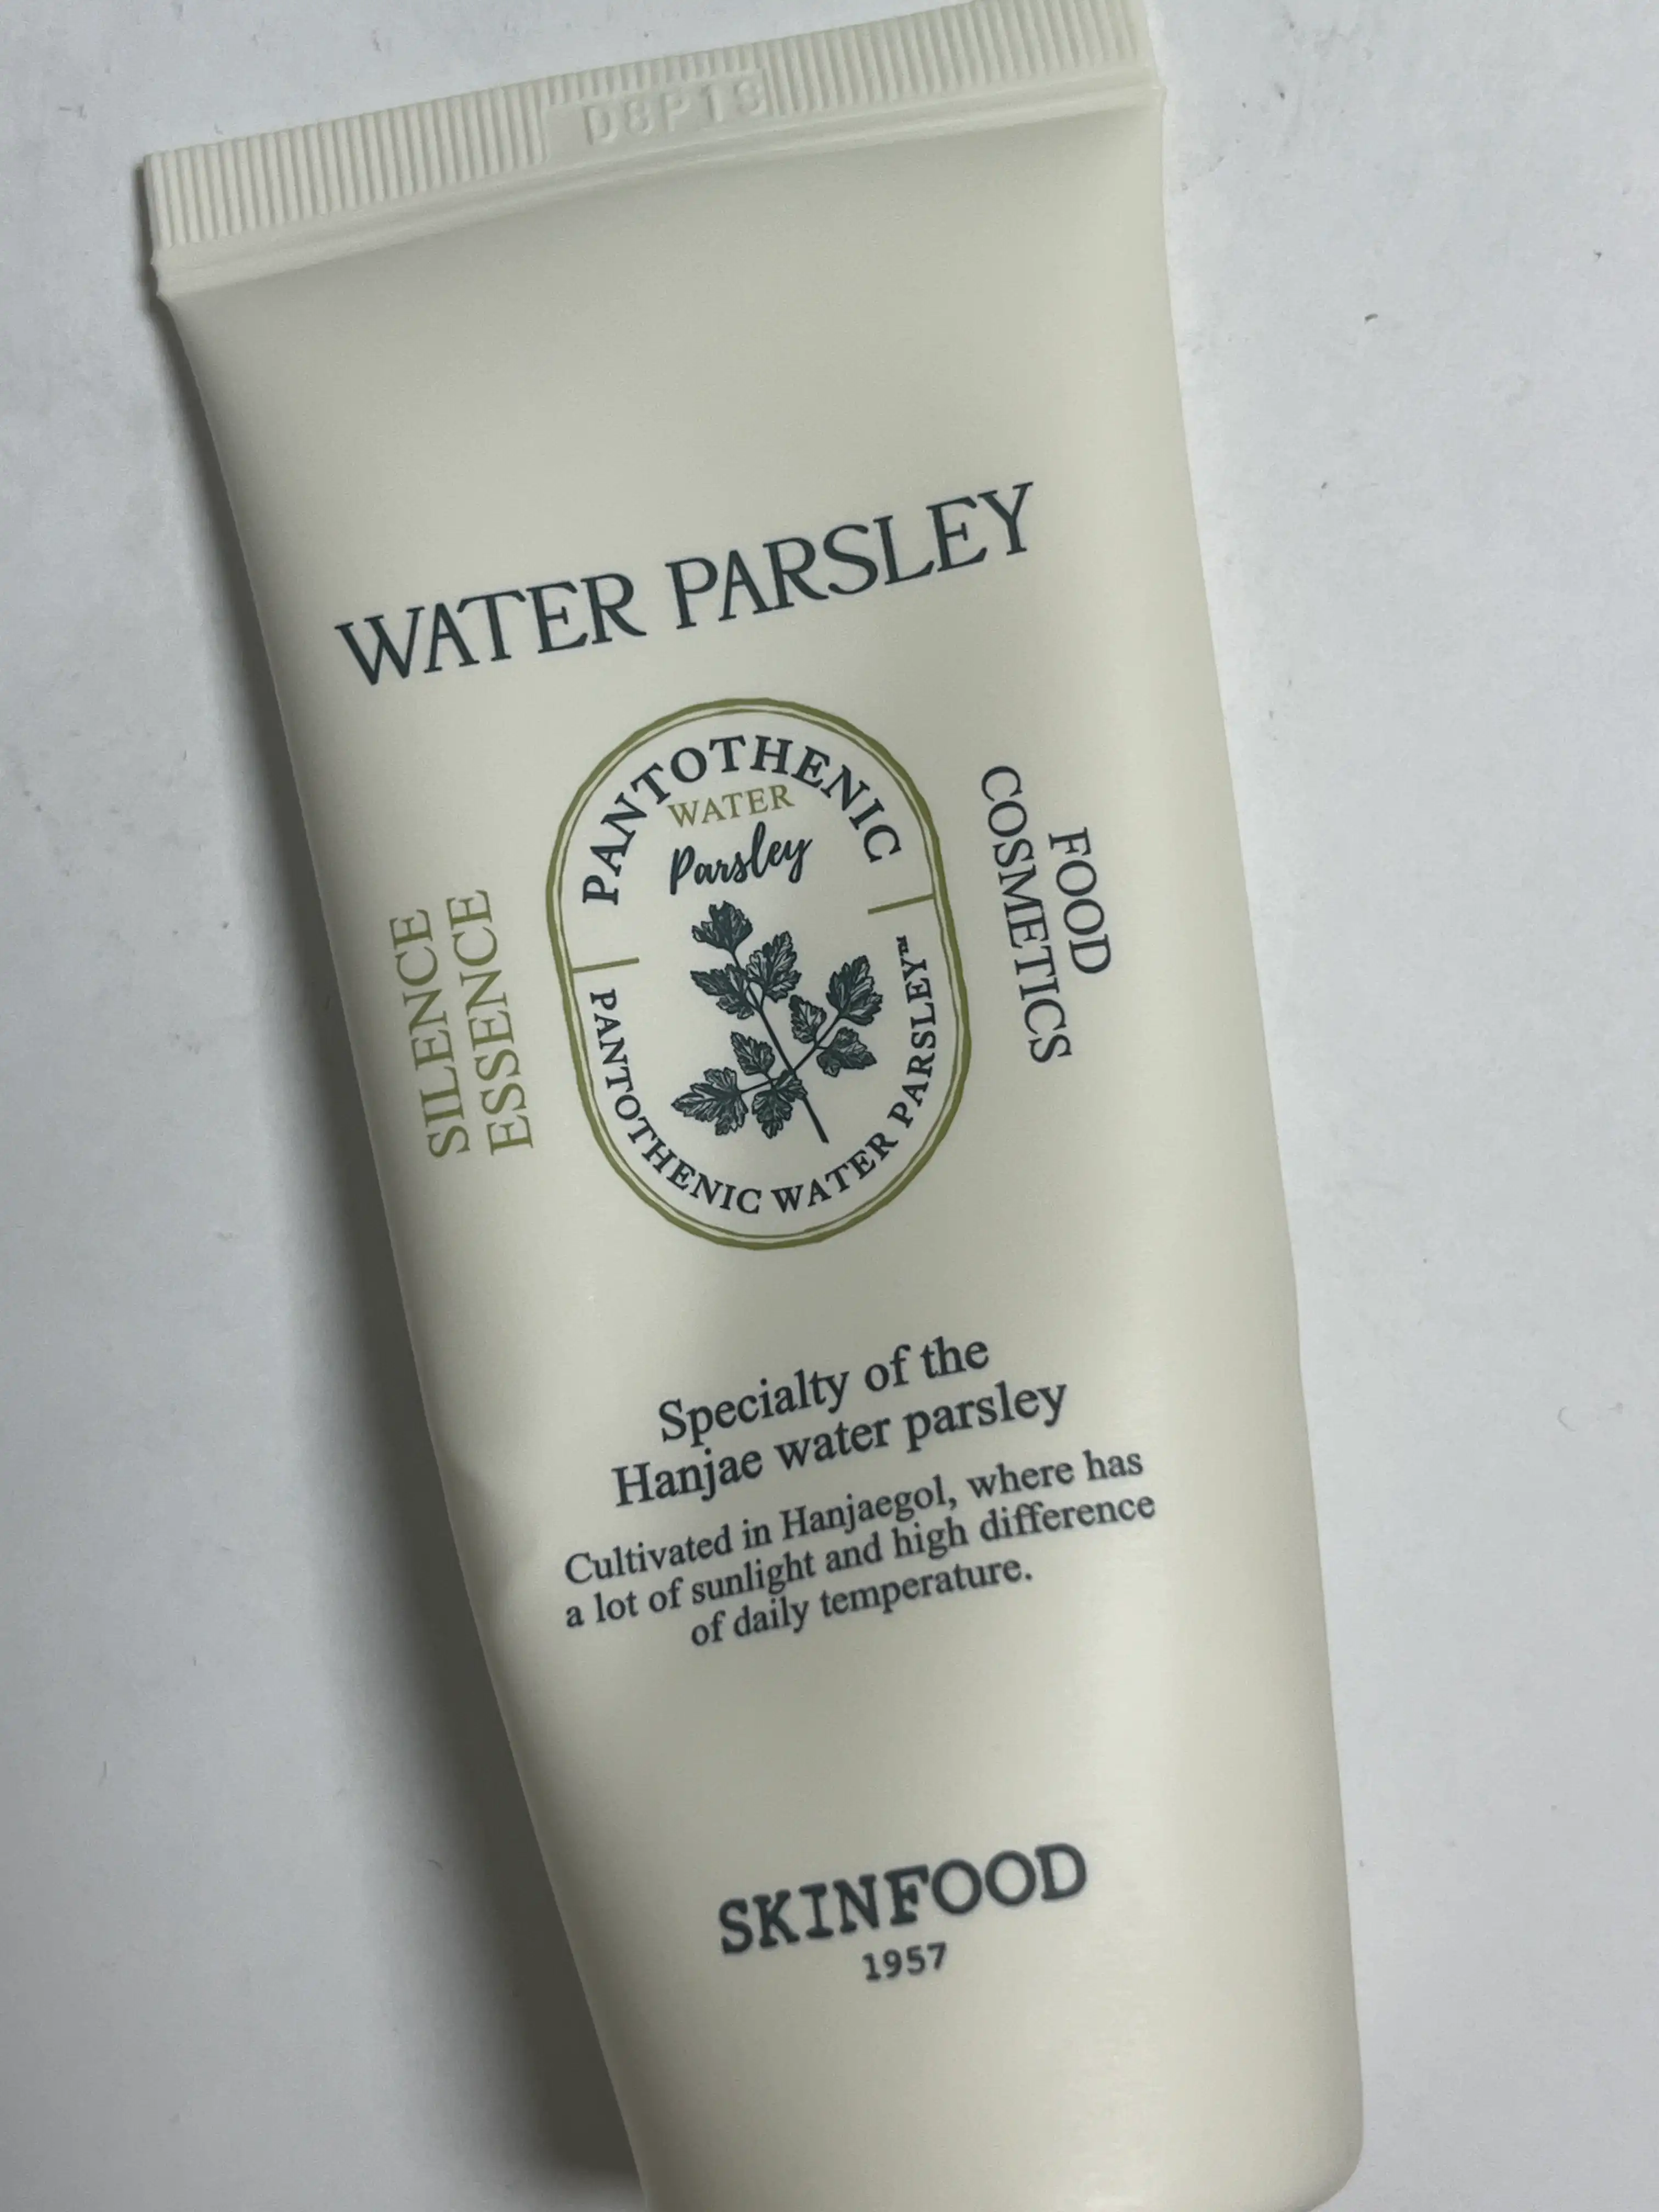 D8P13
WATER PARSLEY
PANTOTHENIC
WATER
Parsley
PANTOTHENIC WATER PARSLEY™
SILENCE
ESSENCE
FOOD
COSMETICS
Specialty of the
Hanjae water parsley
Cultivated in Hanjaegol, where has
a lot of sunlight and high difference
of daily temperature.
SKINFOOD
1957